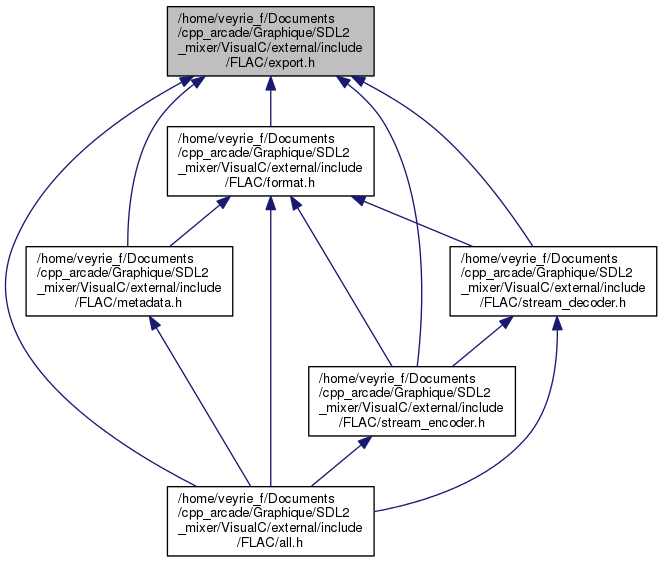 /home/veyrie_f/Documents
/cpp_arcade/Graphique/SDL2
_mixer/VisualC/external/include
/FLAC/export.h
/home/veyrie_f/Documents
/cpp_arcade/Graphique/SDL2
_mixer/VisualC/external/include
/FLAC/format.h
/home/veyrie_f/Documents
/cpp_arcade/Graphique/SDL2
_mixer/VisualC/external/include
/FLAC/metadata.h
/home/veyrie_f/Documents
/cpp_arcade/Graphique/SDL2
_mixer/VisualC/external/include
/FLAC/stream_decoder.h
/home/veyrie_f/Documents
/cpp_arcade/Graphique/SDL2
_mixer/VisualC/external/include
/FLAC/stream_encoder.h
/home/veyrie_f/Documents
/cpp_arcade/Graphique/SDL2
_mixer/VisualC/external/include
/FLAC/all.h